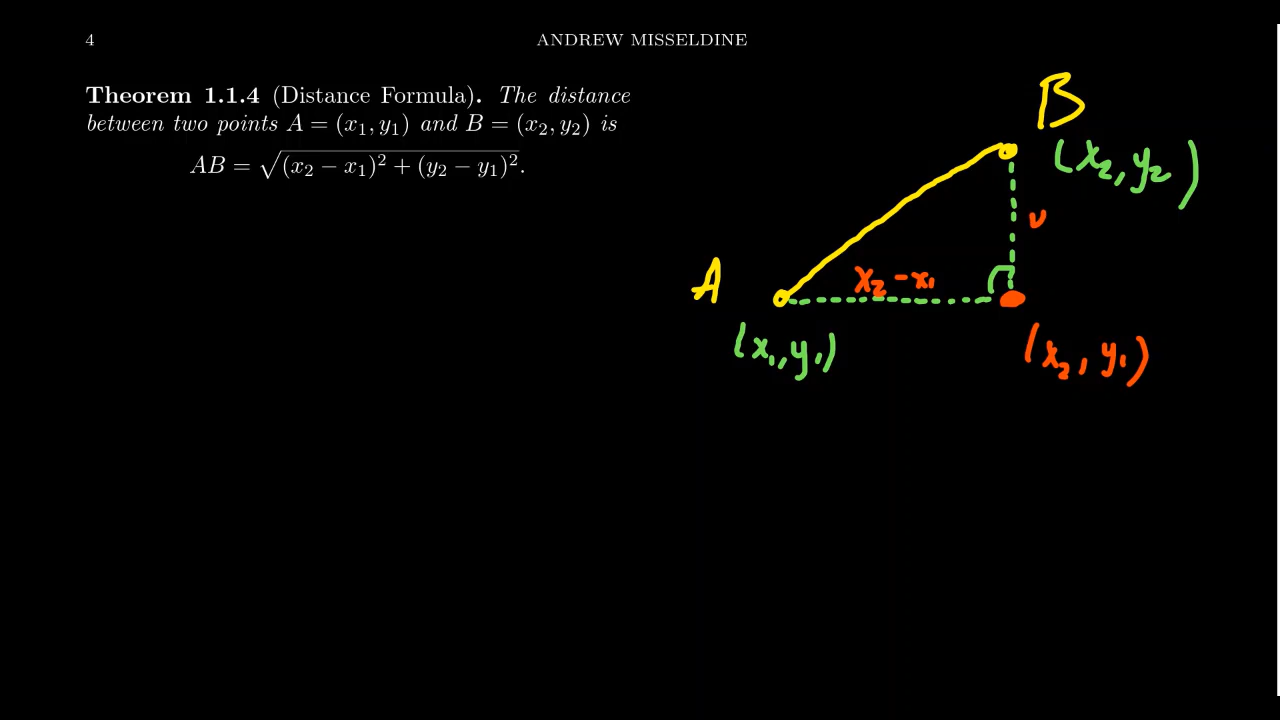 4
ANDREW MISSELDINE
Theorem 1.1.4 (Distance Formula). The distance
between two points A = (x₁, y₁) and B = (x₂, y₂) is
AB = √(x₂ − x₁)² + (y₂ − y₁)².
B
(x₂, y₂)
A
x₂ − x₁
(x₁, y₁)
(x₂, y₁)